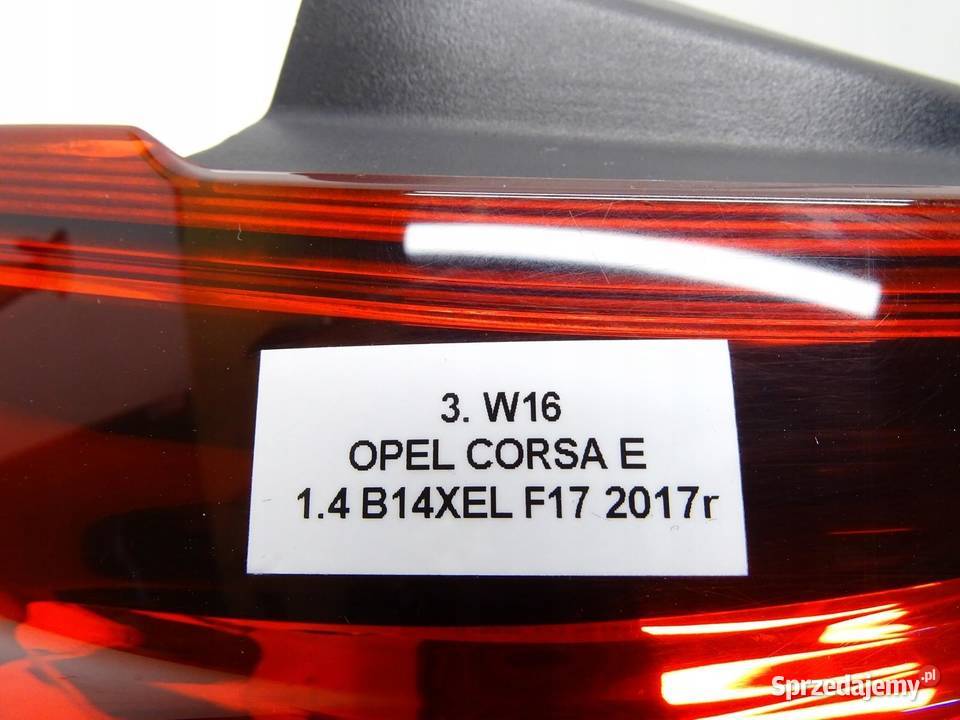 3. W16
OPEL CORSA E
1.4 B14XEL F17 2017r
Sprzedajemy.pl